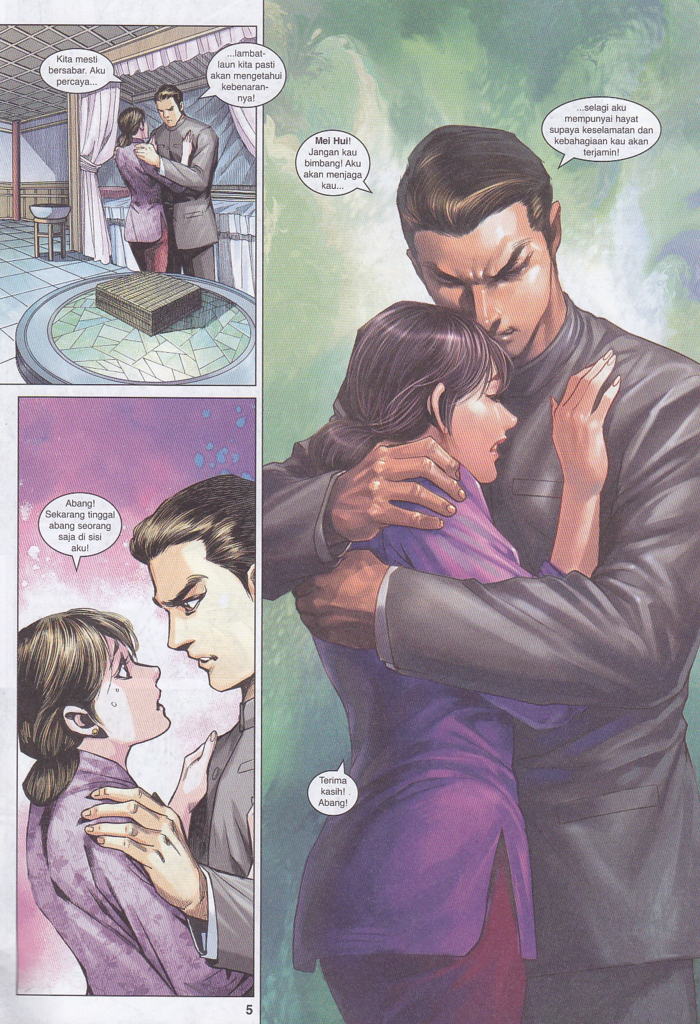 Kita mesti
bersabar. Aku
percaya...
...lambat-
laun kita pasti
akan mengetahui
kebenaran-
nya!
Abang!
Sekarang tinggal
abang seorang
saja di sisi
aku!
Mei Hui!
Jangan kau
bimbang! Aku
akan menjaga
kau...
...selagi aku
mempunyai hayat
supaya keselamatan dan
kebahagiaan kau akan
terjamin!
Terima
kasih!
Abang!
5